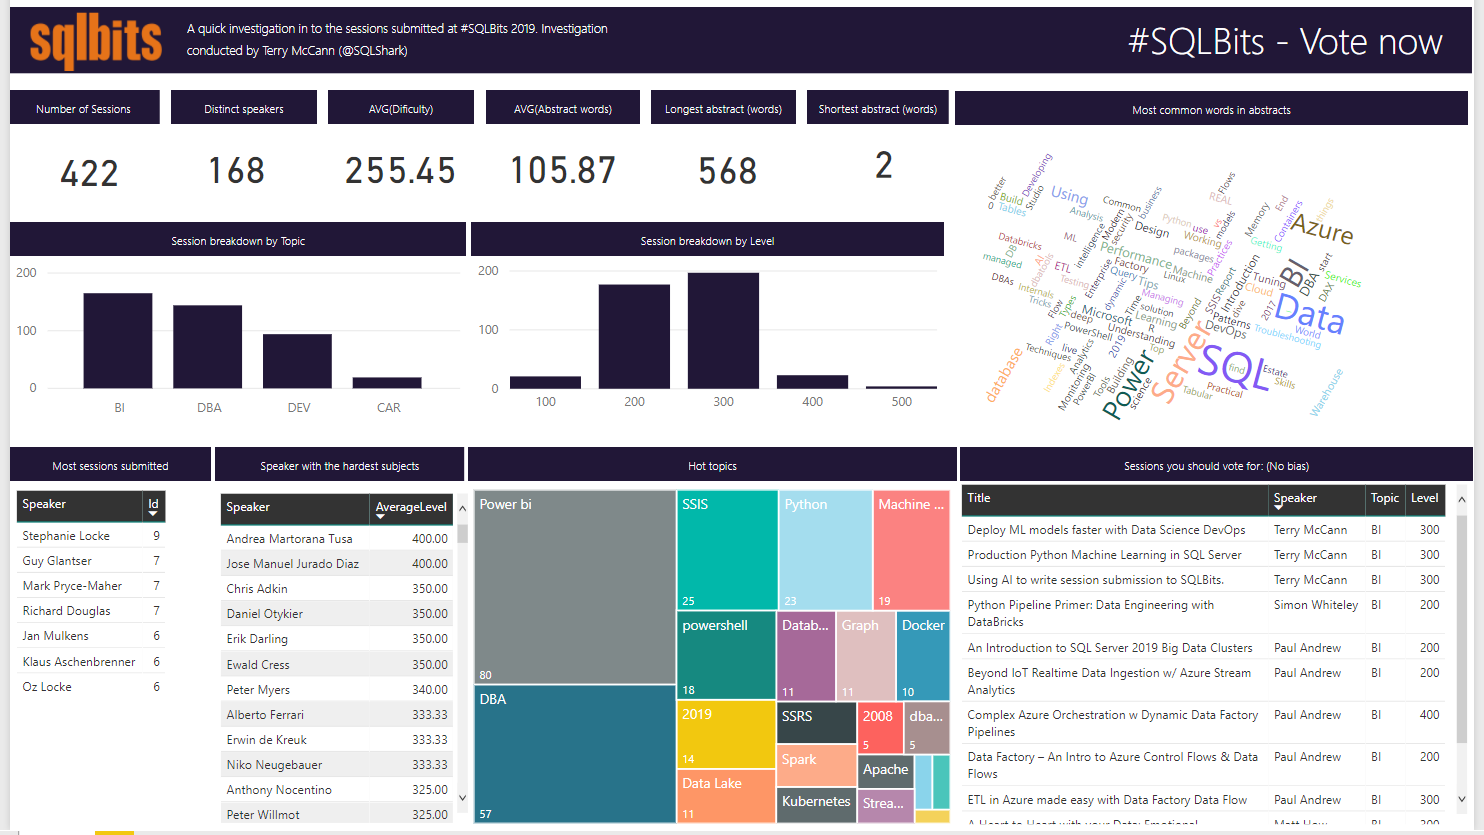 sqlbits
A quick investigation in to the sessions submitted at #SQLBits 2019. Investigation
conducted by Terry McCann (@SQLShark)
#SQLBits - Vote now
Number of Sessions
422
Distinct speakers
168
AVG(Dificulty)
255.45
AVG(Abstract words)
105.87
Longest abstract (words)
568
Shortest abstract (words)
2
Most common words in abstracts
better
0
Build
Tables
Developing
Studio
Using
Analysis
Common
Modern
security
business
Python
use
REAL
Flows
vs
models
Memory
End
Containers
things
Azure
Databricks
DB
managed
ML
AI
dbatools
intelligence
Design
Performance
Working
packages
Practices
Getting
DBAs
ETL
Testing
Internals
Tricks
Enterprise
Factory
Query
Tips
Linux
Machine
Introduction
Tuning
BI
DBA
start
DAX
Services
Types
Flow
deep
dynamic
Time
Managing
solution
Microsoft
Learning
R
Beyond
SSIS
Report
dive
Cloud
2017
Data
World
Right
PowerShell
Understanding
Patterns
DevOps
Troubleshooting
database
Techniques
live
Analytics
2019
Top
Server
SQL
find
Estate
Skills
Indexes
Monitoring
PowerBI
Tools
Building
Power
science
Tabular
Practical
Warehouse
Session breakdown by Topic
200
100
0
BI
DBA
DEV
CAR
Session breakdown by Level
200
100
0
100
200
300
400
500
Most sessions submitted
Speaker Id
Stephanie Locke 9
Guy Glantser 7
Mark Pryce-Maher 7
Richard Douglas 7
Jan Mulkens 6
Klaus Aschenbrenner 6
Oz Locke 6
Speaker with the hardest subjects
Speaker AverageLevel
Andrea Martorana Tusa 400.00
Jose Manuel Jurado Diaz 400.00
Chris Adkin 350.00
Daniel Otykier 350.00
Erik Darling 350.00
Ewald Cress 350.00
Peter Myers 340.00
Alberto Ferrari 333.33
Erwin de Kreuk 333.33
Niko Neugebauer 333.33
Anthony Nocentino 325.00
Peter Willmot 325.00
Hot topics
Power bi
80
DBA
57
SSIS
25
Python
23
Machine ...
19
powershell
18
Datab...
11
Graph
11
Docker
10
2019
14
Data Lake
11
SSRS
Spark
Kubernetes
2008
5
dba...
5
Apache
Strea...
Sessions you should vote for: (No bias)
Title Speaker Topic Level
Deploy ML models faster with Data Science DevOps Terry McCann BI 300
Production Python Machine Learning in SQL Server Terry McCann BI 300
Using AI to write session submission to SQLBits. Terry McCann BI 300
Python Pipeline Primer: Data Engineering with Simon Whiteley BI 200
DataBricks
An Introduction to SQL Server 2019 Big Data Clusters Paul Andrew BI 200
Beyond IoT Realtime Data Ingestion w/ Azure Stream Paul Andrew BI 200
Analytics
Complex Azure Orchestration w Dynamic Data Factory Paul Andrew BI 400
Pipelines
Data Factory – An Intro to Azure Control Flows & Data Paul Andrew BI 200
Flows
ETL in Azure made easy with Data Factory Data Flow Paul Andrew BI 300